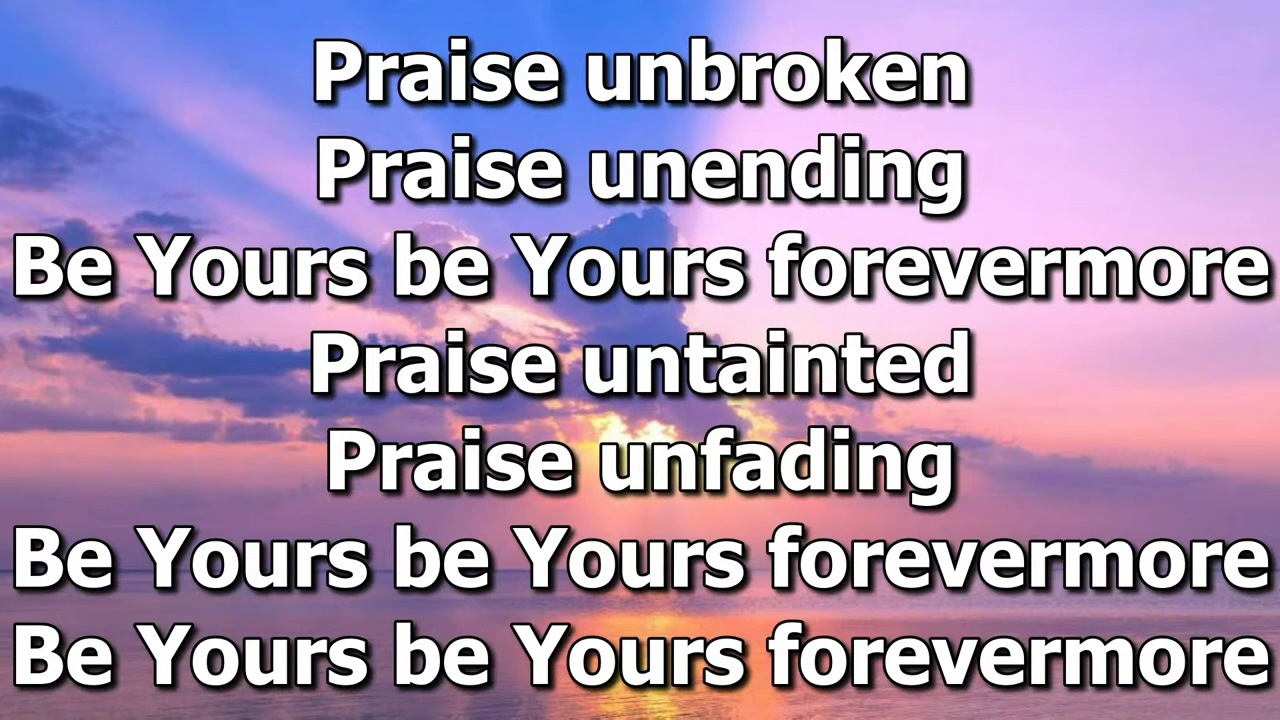 Praise unbroken
Praise unending
Be Yours be Yours forevermore
Praise untainted
Praise unfading
Be Yours be Yours forevermore
Be Yours be Yours forevermore